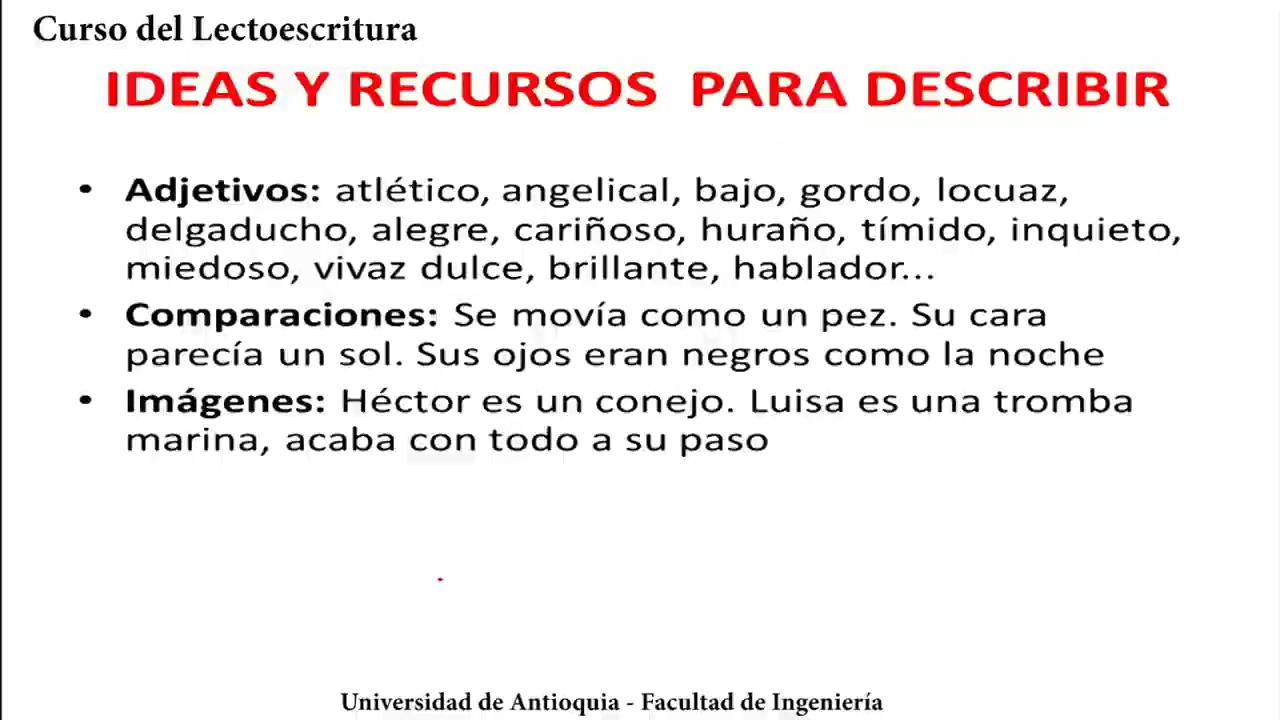 Curso del Lectoescritura
IDEAS Y RECURSOS PARA DESCRIBIR
• Adjetivos: atlético, angelical, bajo, gordo, locuaz,
delgaducho, alegre, cariñoso, huraño, tímido, inquieto,
miedoso, vivaz dulce, brillante, hablador...
• Comparaciones: Se movía como un pez. Su cara
parecía un sol. Sus ojos eran negros como la noche
• Imágenes: Héctor es un conejo. Luisa es una tromba
marina, acaba con todo a su paso
Universidad de Antioquia - Facultad de Ingeniería